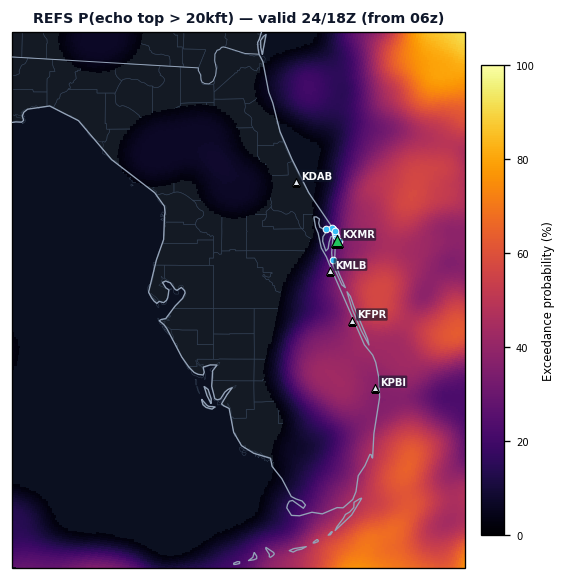 REFS P(echo top > 20kft) — valid 24/18Z (from 06z)
KDAB
KXMR
KMLB
KFPR
KPBI
100
80
60
40
20
0
Exceedance probability (%)